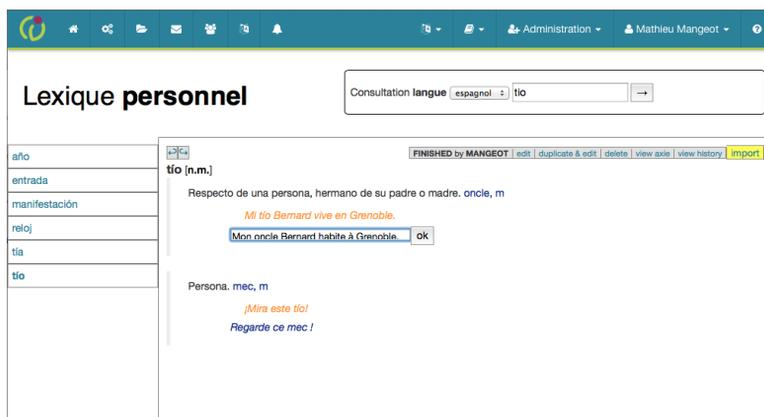 Administration
Mathieu Mangeot
Lexique personnel
Consultation langue espagnol tio →
año
entrada
manifestación
reloj
tía
tío
FINISHED by MANGEOT | edit | duplicate & edit | delete | view axie | view history | import
tío [n.m.]
Respecto de una persona, hermano de su padre o madre. oncle, m
Mi tío Bernard vive en Grenoble.
Mon oncle Bernard habite à Grenoble. ok
Persona. mec, m
¡Mira este tío!
Regarde ce mec !